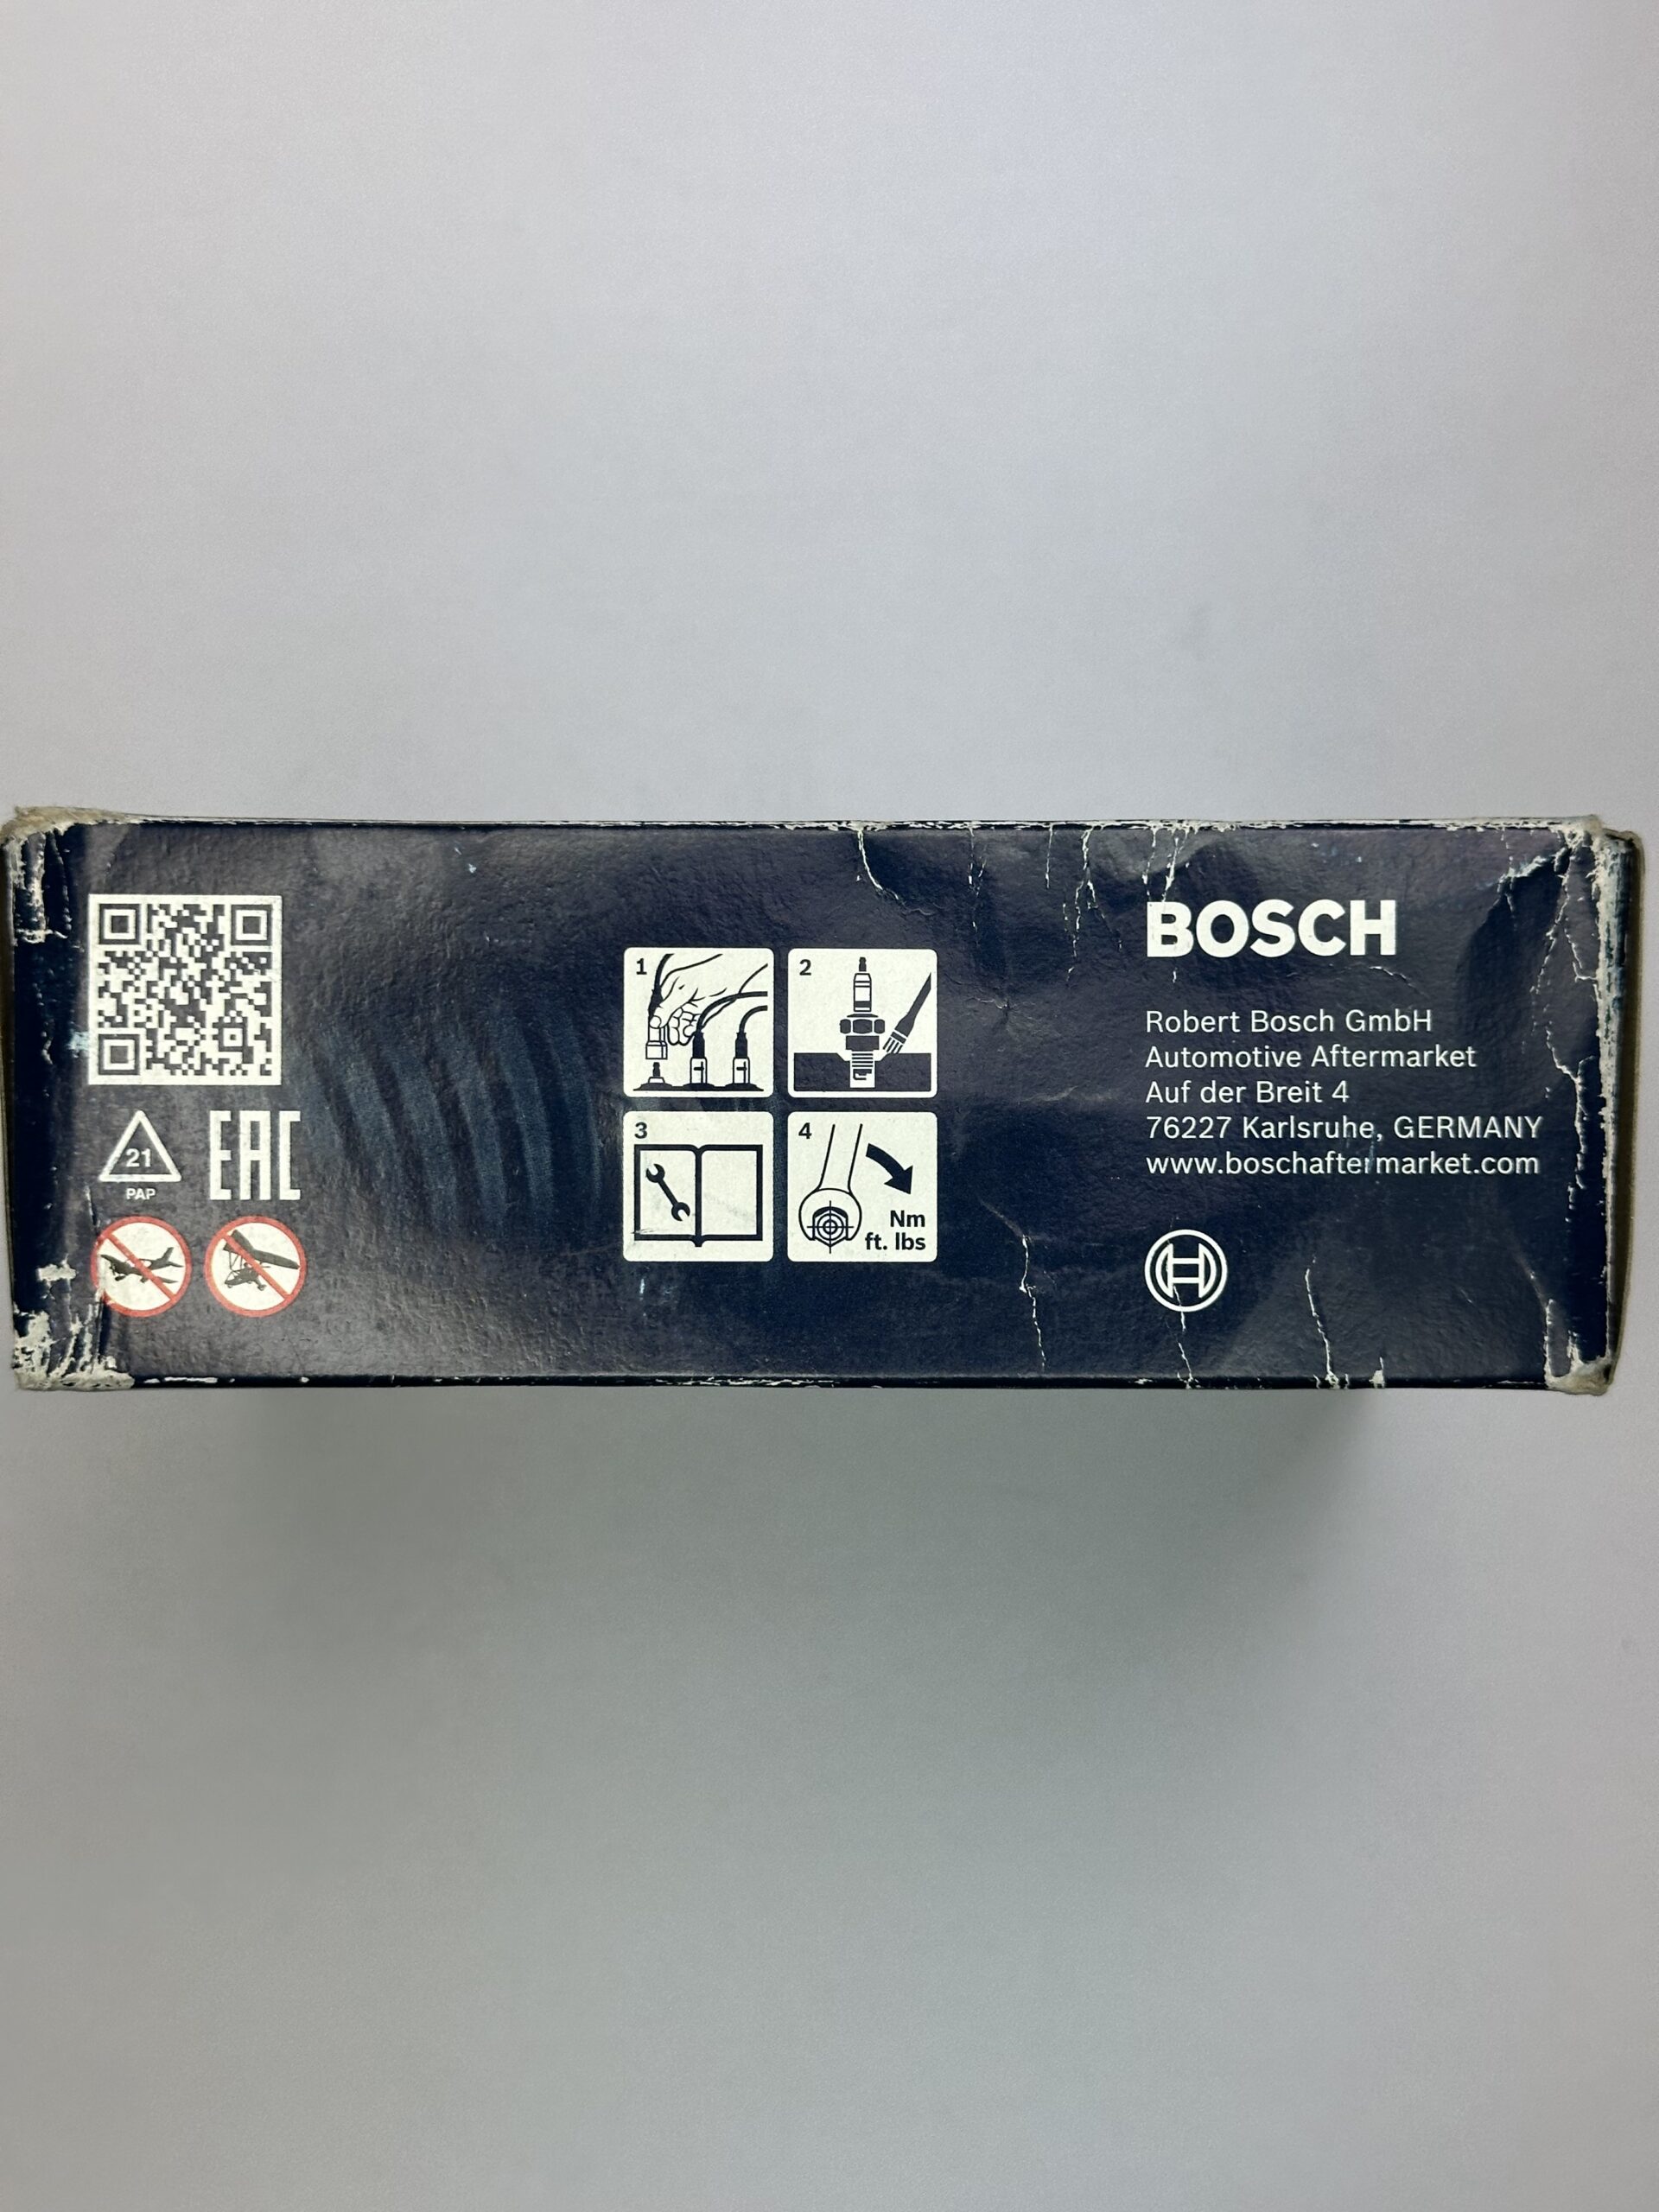 21
PAP
EAC
1
2
3
4
Nm
ft. lbs
BOSCH
Robert Bosch GmbH
Automotive Aftermarket
Auf der Breit 4
76227 Karlsruhe, GERMANY
www.boschaftermarket.com